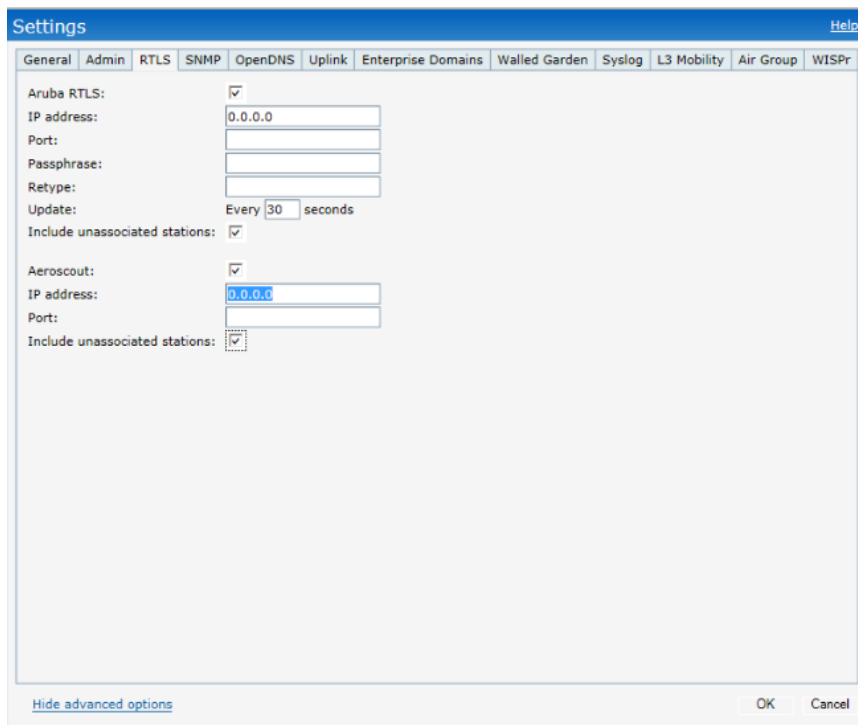 Settings Help
General Admin RTLS SNMP OpenDNS Uplink Enterprise Domains Walled Garden Syslog L3 Mobility Air Group WISPr
Aruba RTLS:
IP address: 0.0.0.0
Port:
Passphrase:
Retype:
Update: Every 30 seconds
Include unassociated stations:
Aeroscout:
IP address: 0.0.0.0
Port:
Include unassociated stations:
Hide advanced options OK Cancel